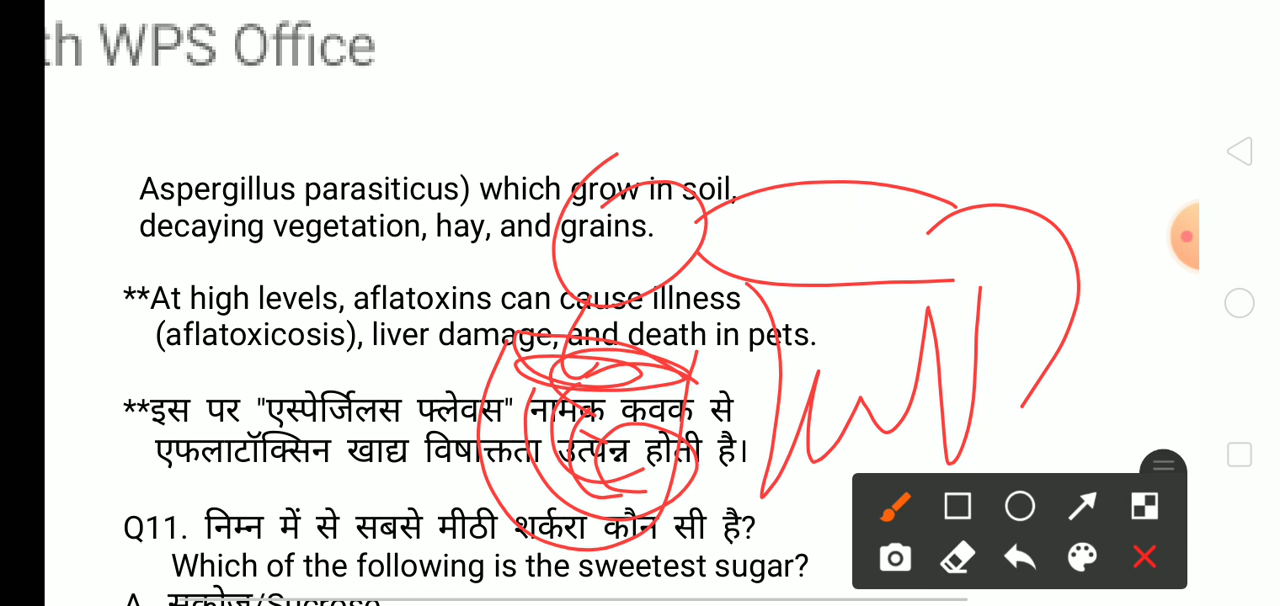 th WPS Office
Aspergillus parasiticus) which grow in soil,
decaying vegetation, hay, and grains.
**At high levels, aflatoxins can cause illness
(aflatoxicosis), liver damage, and death in pets.
**इस पर "एस्पेर्जिलस फ्लेवस" नामक कवक से
एफलाटॉक्सिन खाद्य विषाक्तता उत्पन्न होती है।
Q11. निम्न में से सबसे मीठी शर्करा कौन सी है?
Which of the following is the sweetest sugar?
A. सुक्रोज/Sucrose